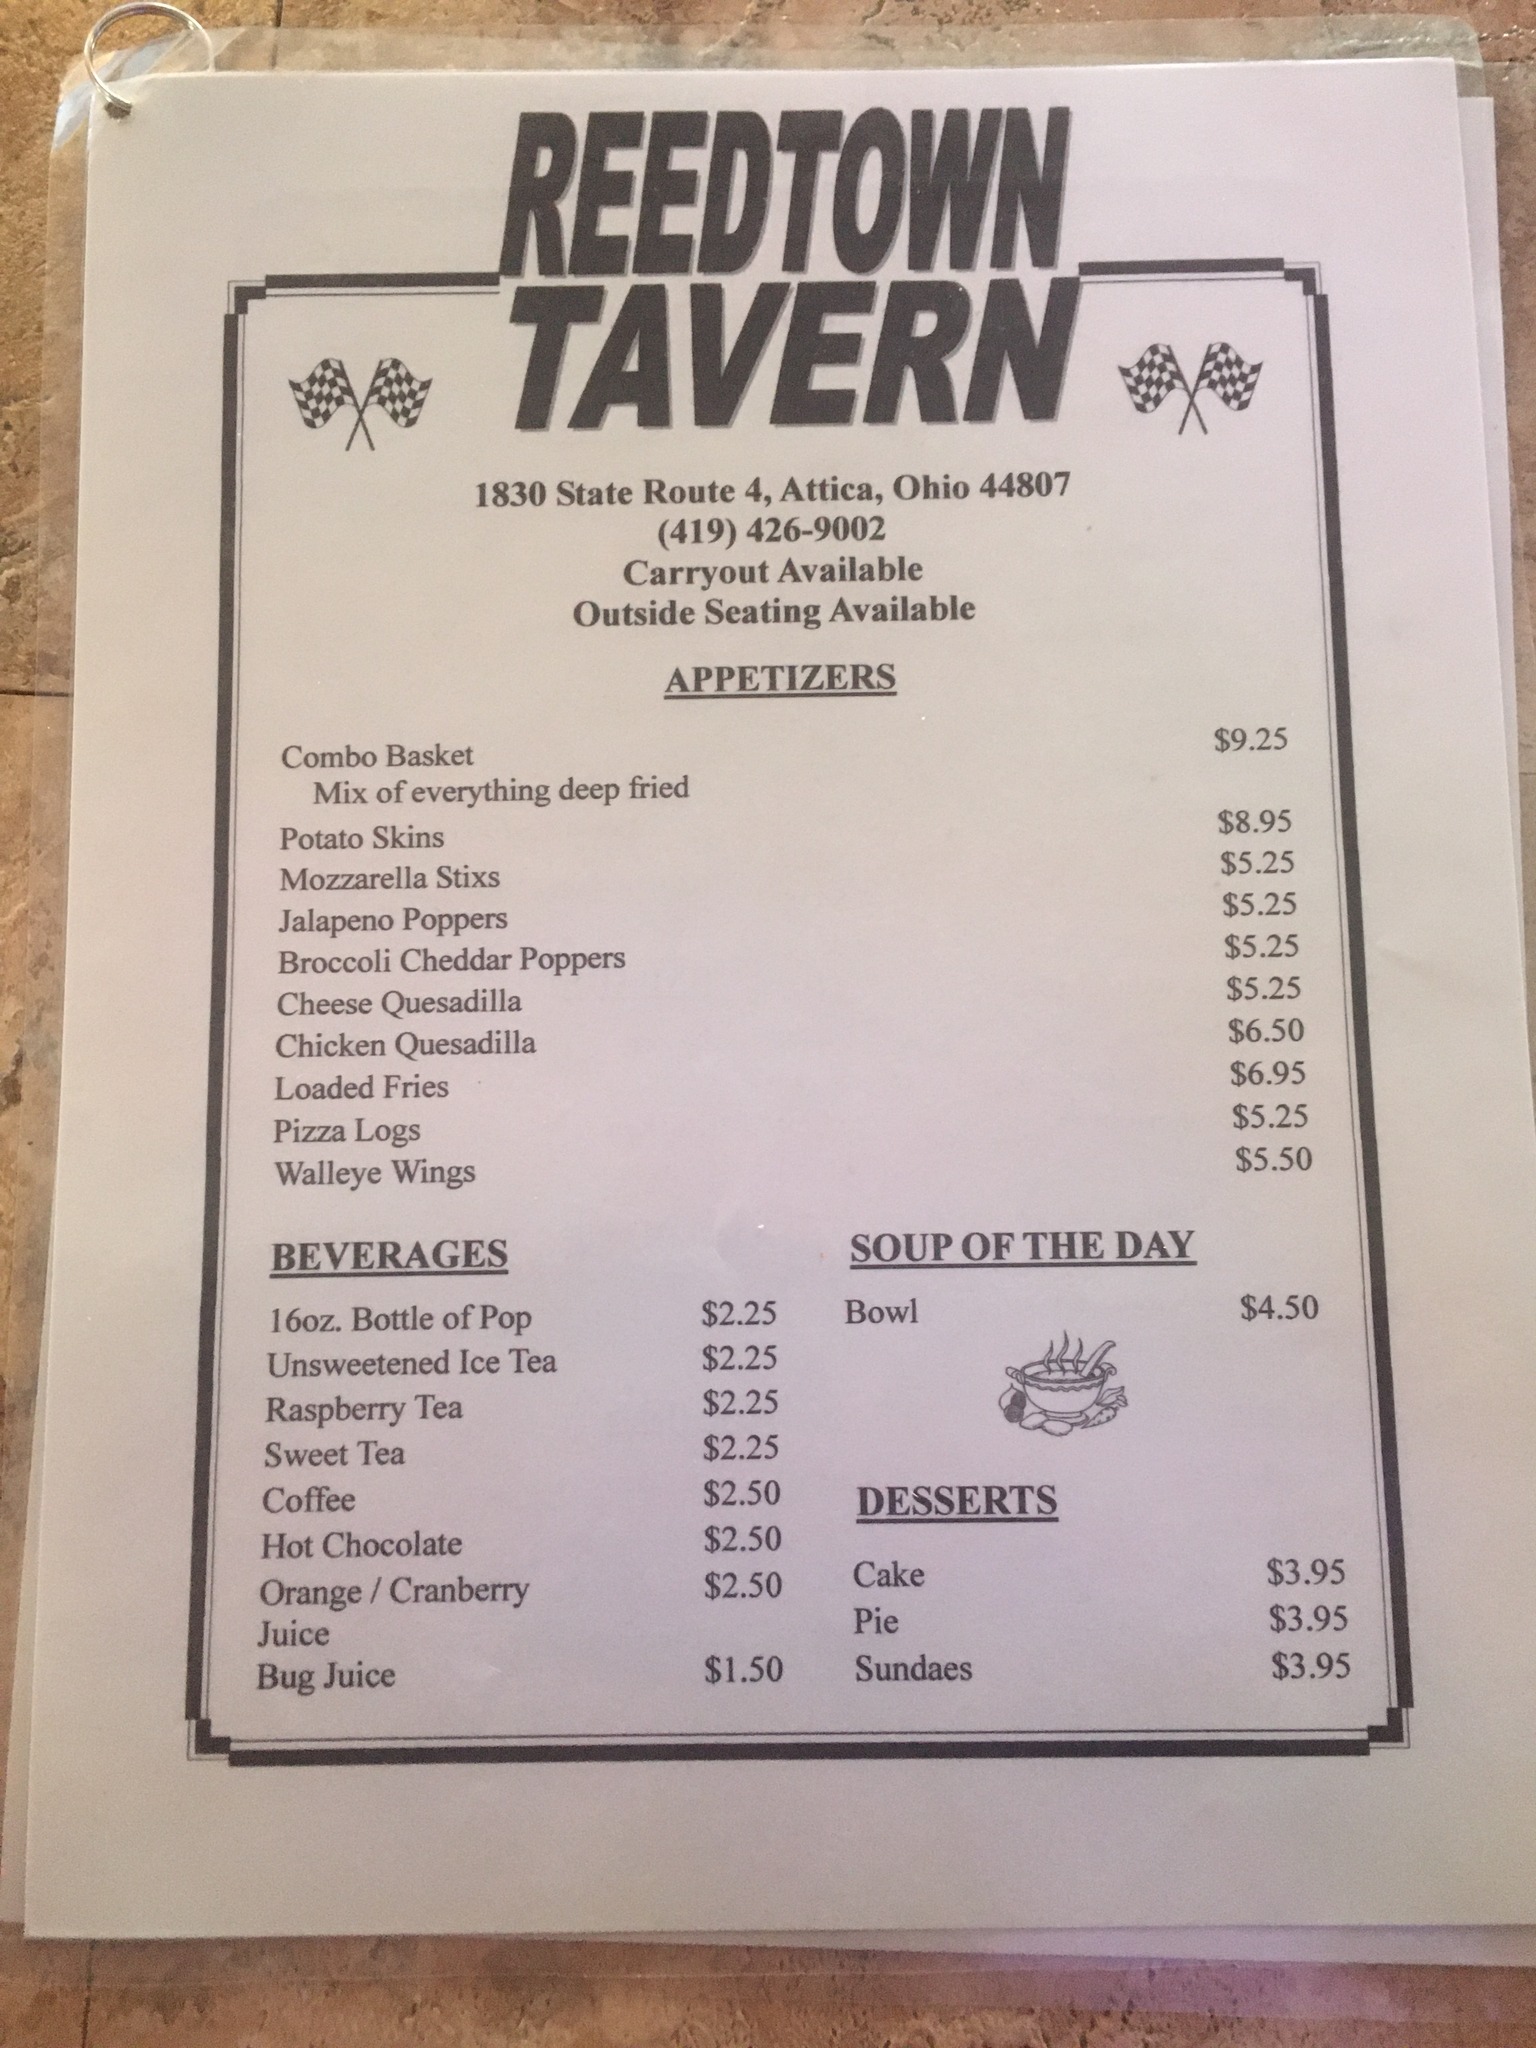 REEDTOWN
TAVERN
1830 State Route 4, Attica, Ohio 44807
(419) 426-9002
Carryout Available
Outside Seating Available
APPETIZERS
Combo Basket $9.25
Mix of everything deep fried
Potato Skins $8.95
Mozzarella Stixs $5.25
Jalapeno Poppers $5.25
Broccoli Cheddar Poppers $5.25
Cheese Quesadilla $5.25
Chicken Quesadilla $6.50
Loaded Fries $6.95
Pizza Logs $5.25
Walleye Wings $5.50
BEVERAGES
16oz. Bottle of Pop $2.25
Unsweetened Ice Tea $2.25
Raspberry Tea $2.25
Sweet Tea $2.25
Coffee $2.50
Hot Chocolate $2.50
Orange / Cranberry $2.50
Juice
Bug Juice $1.50
SOUP OF THE DAY
Bowl $4.50
DESSERTS
Cake $3.95
Pie $3.95
Sundaes $3.95